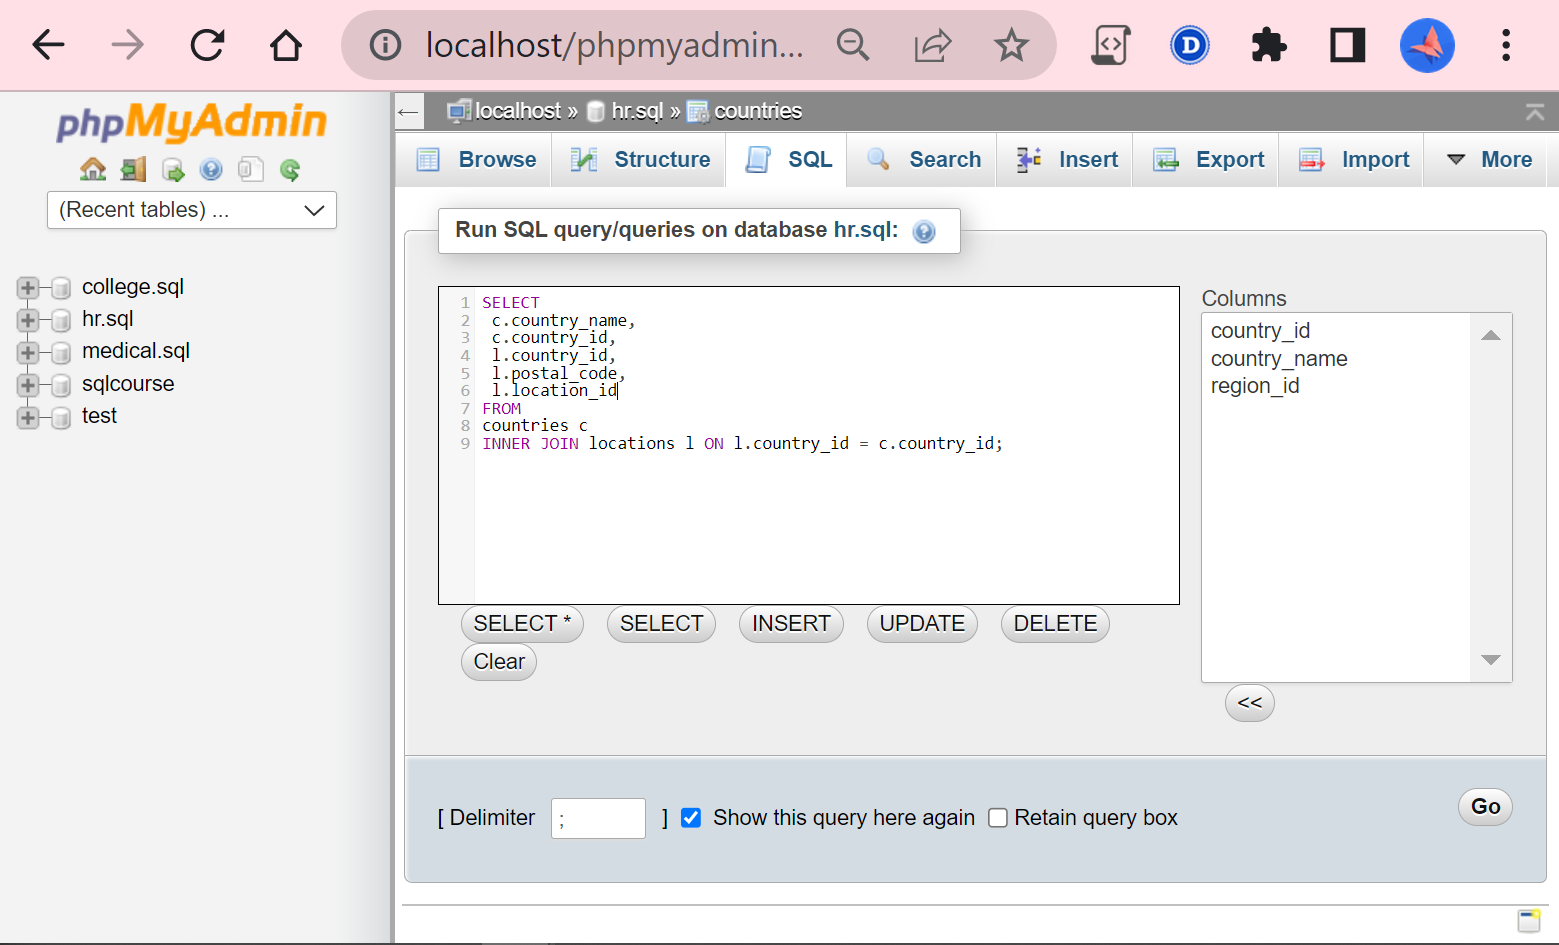 localhost/phpmyadmin...
D
phpMyAdmin
(Recent tables) ...
college.sql
hr.sql
medical.sql
sqlcourse
test
localhost » hr.sql » countries
Browse Structure SQL Search Insert Export Import More
Run SQL query/queries on database hr.sql:
1 SELECT
2 c.country_name,
3 c.country_id,
4 l.country_id,
5 l.postal_code,
6 l.location_id
7 FROM
8 countries c
9 INNER JOIN locations l ON l.country_id = c.country_id;
Columns
country_id
country_name
region_id
SELECT * SELECT INSERT UPDATE DELETE
Clear
<<
[ Delimiter ; ] Show this query here again Retain query box
Go